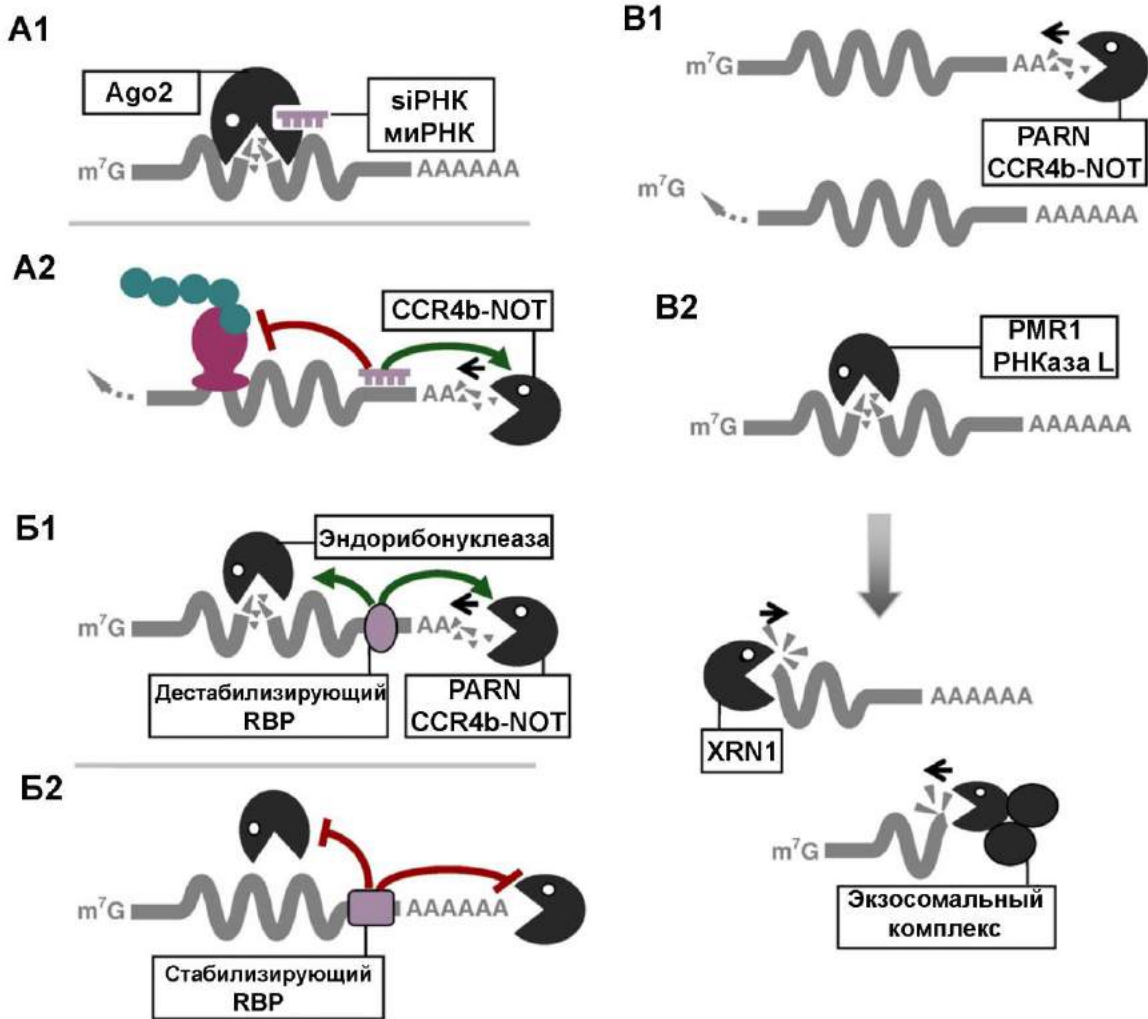 А1
Ago2
siРНК
миРНК
m⁷G
AAAAAA
А2
CCR4b-NOT
AA
Б1
Эндорибонуклеаза
m⁷G
AA
Дестабилизирующий
RBP
PARN
CCR4b-NOT
Б2
m⁷G
AAAAAA
Стабилизирующий
RBP
В1
m⁷G
AA
PARN
CCR4b-NOT
m⁷G
AAAAAA
В2
PMR1
РНКаза L
m⁷G
AAAAAA
AAAAAA
XRN1
m⁷G
Экзосомальный
комплекс